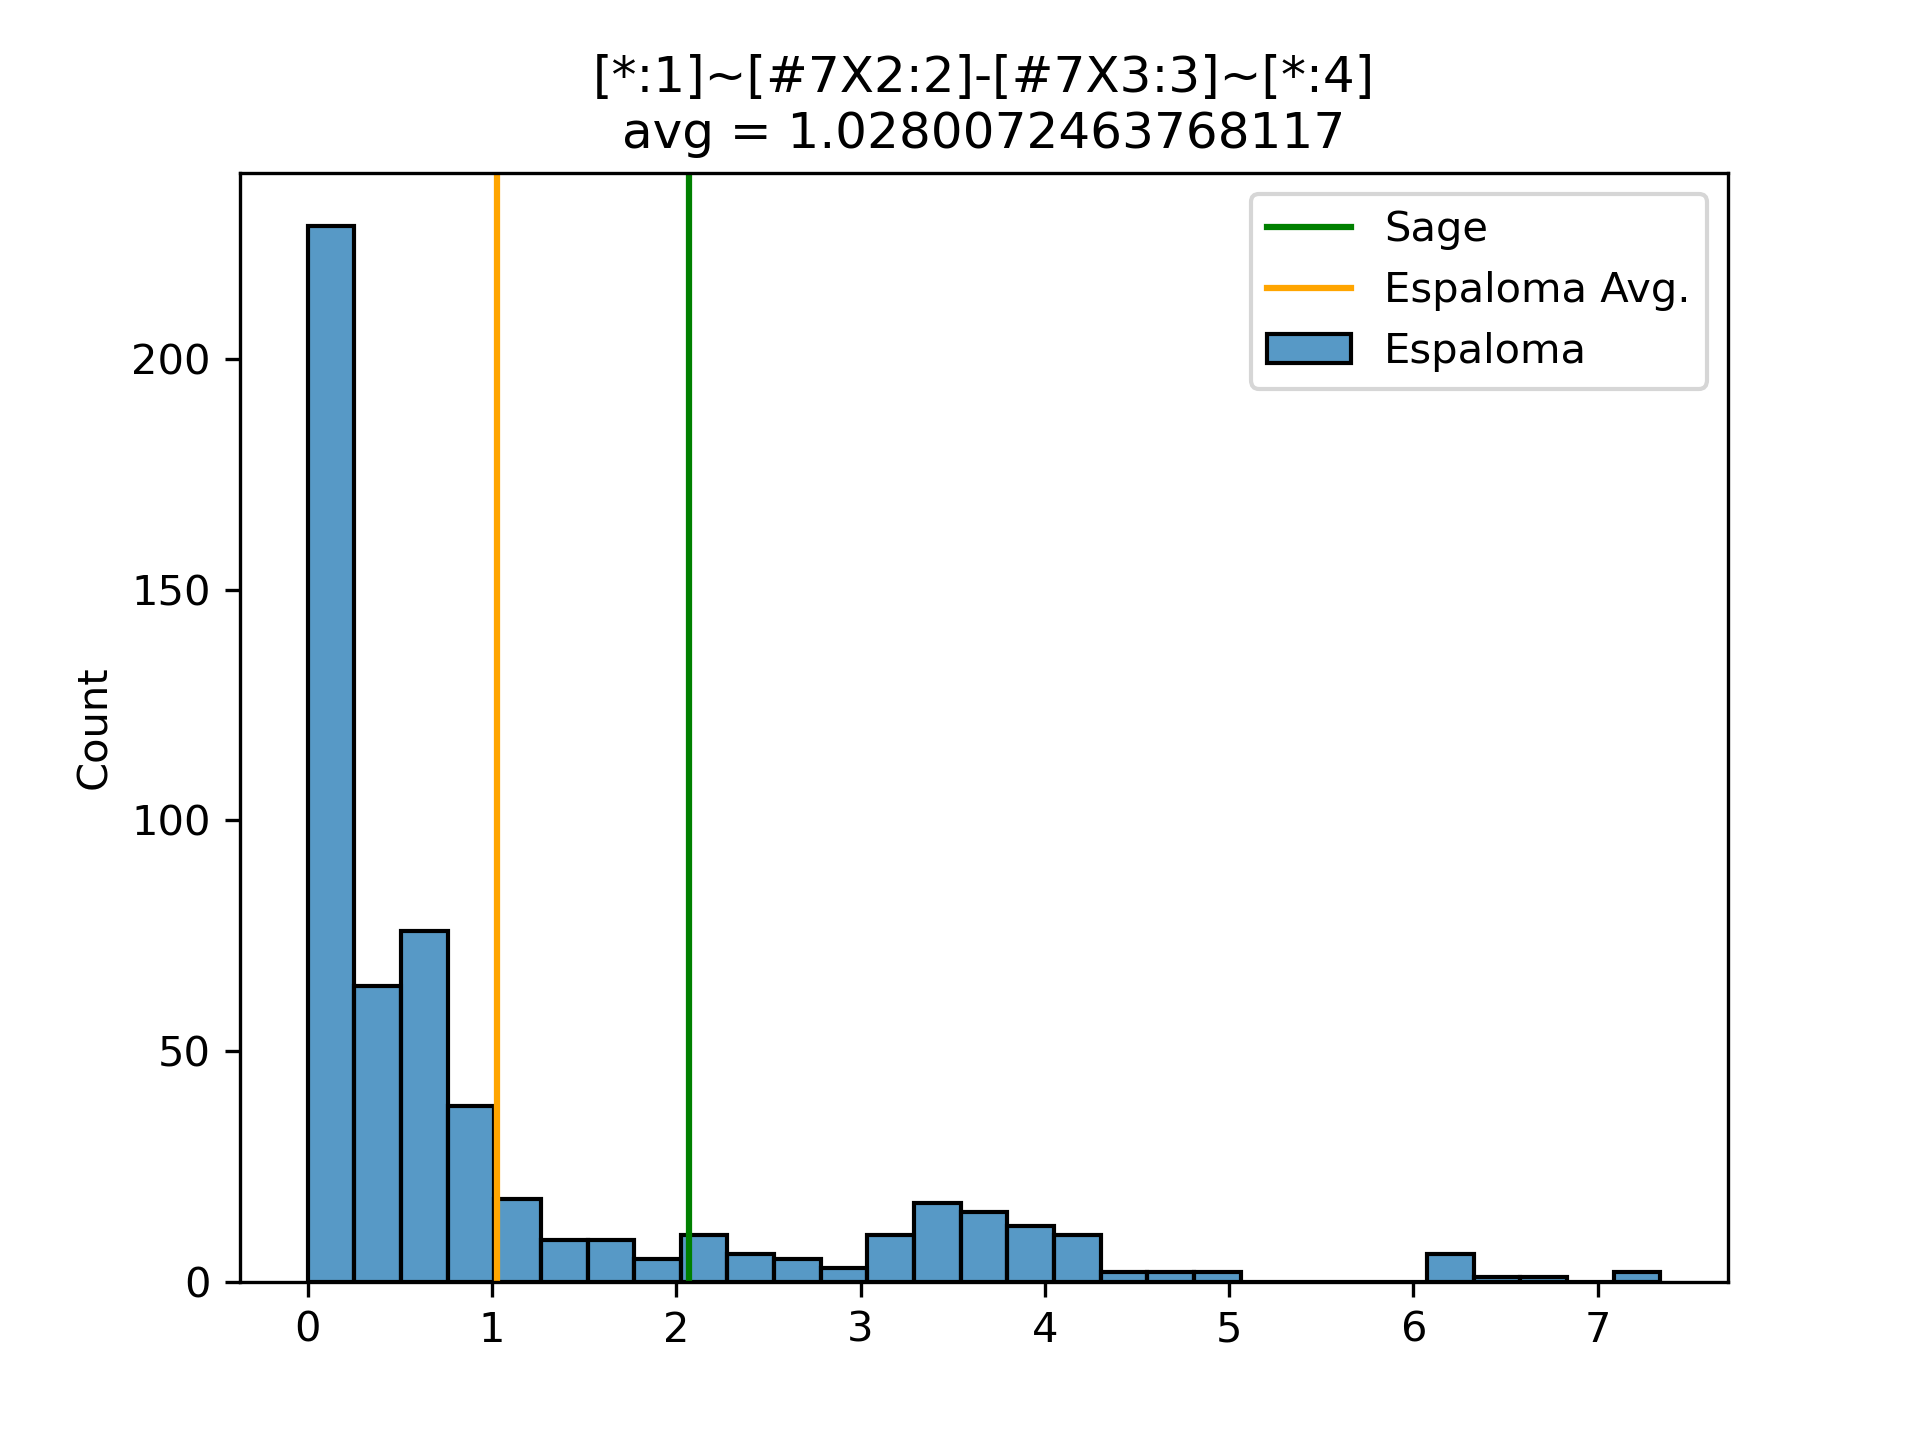 [*:1]~[#7X2:2]-[#7X3:3]~[*:4]
avg = 1.0280072463768117
Sage
Espaloma Avg.
Espaloma
Count
200
150
100
50
0
0 1 2 3 4 5 6 7